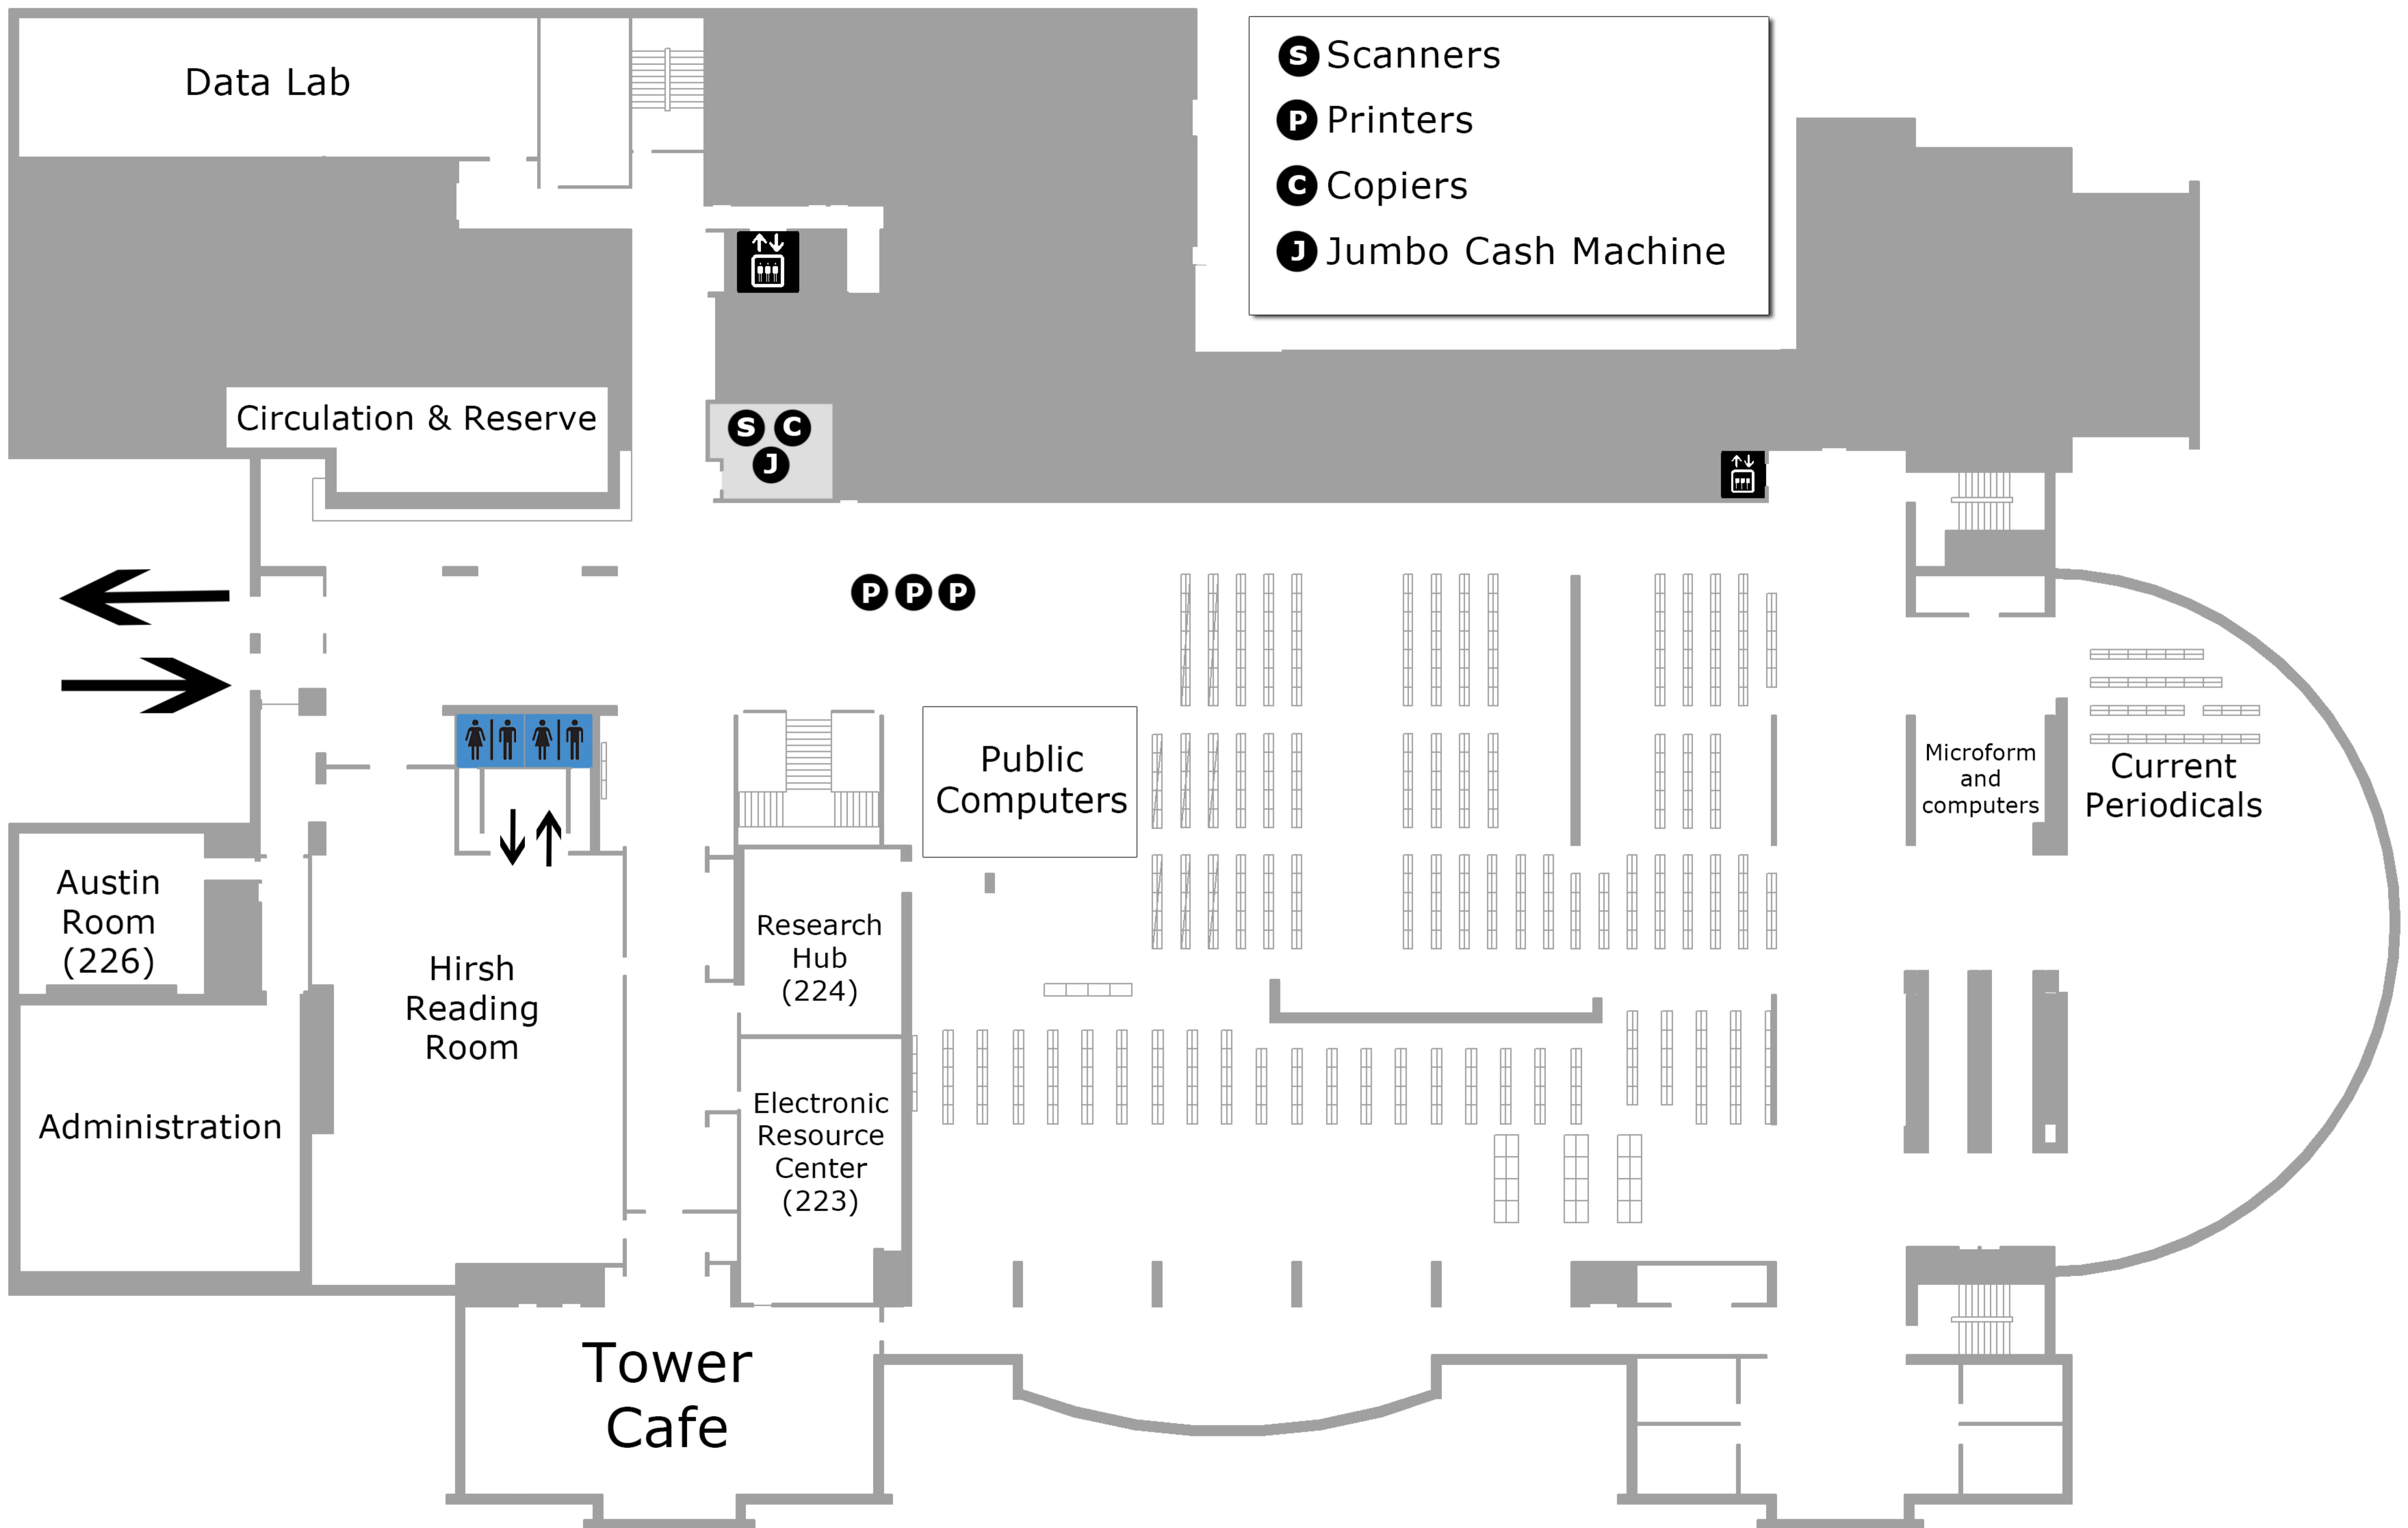 Data Lab
S Scanners
P Printers
C Copiers
J Jumbo Cash Machine
Circulation & Reserve
S C
J
P P P
Public
Computers
Microform
and
computers
Current
Periodicals
Austin
Room
(226)
Hirsh
Reading
Room
Research
Hub
(224)
Administration
Electronic
Resource
Center
(223)
Tower
Cafe